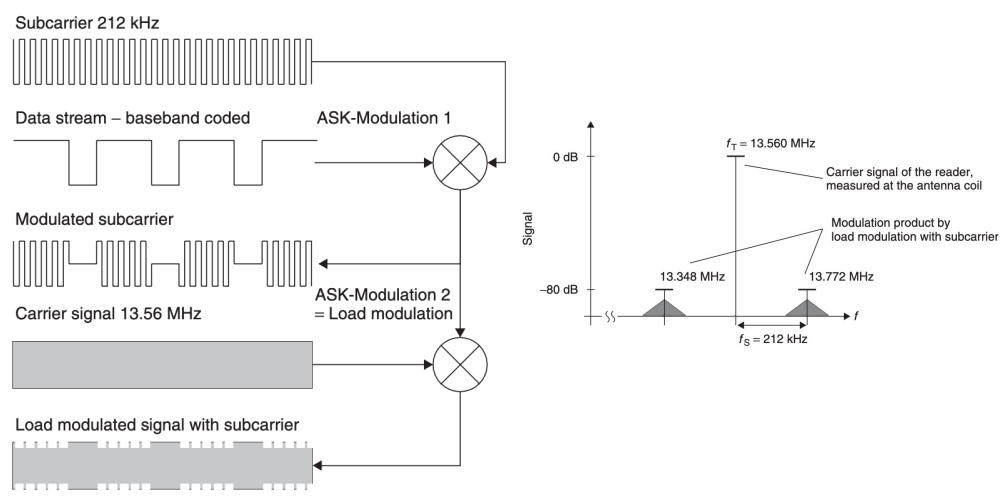 Subcarrier 212 kHz
Data stream – baseband coded
ASK-Modulation 1
Modulated subcarrier
ASK-Modulation 2
= Load modulation
Carrier signal 13.56 MHz
Load modulated signal with subcarrier
Signal
0 dB
–80 dB
fT = 13.560 MHz
Carrier signal of the reader,
measured at the antenna coil
Modulation product by
load modulation with subcarrier
13.348 MHz
13.772 MHz
f
fS = 212 kHz